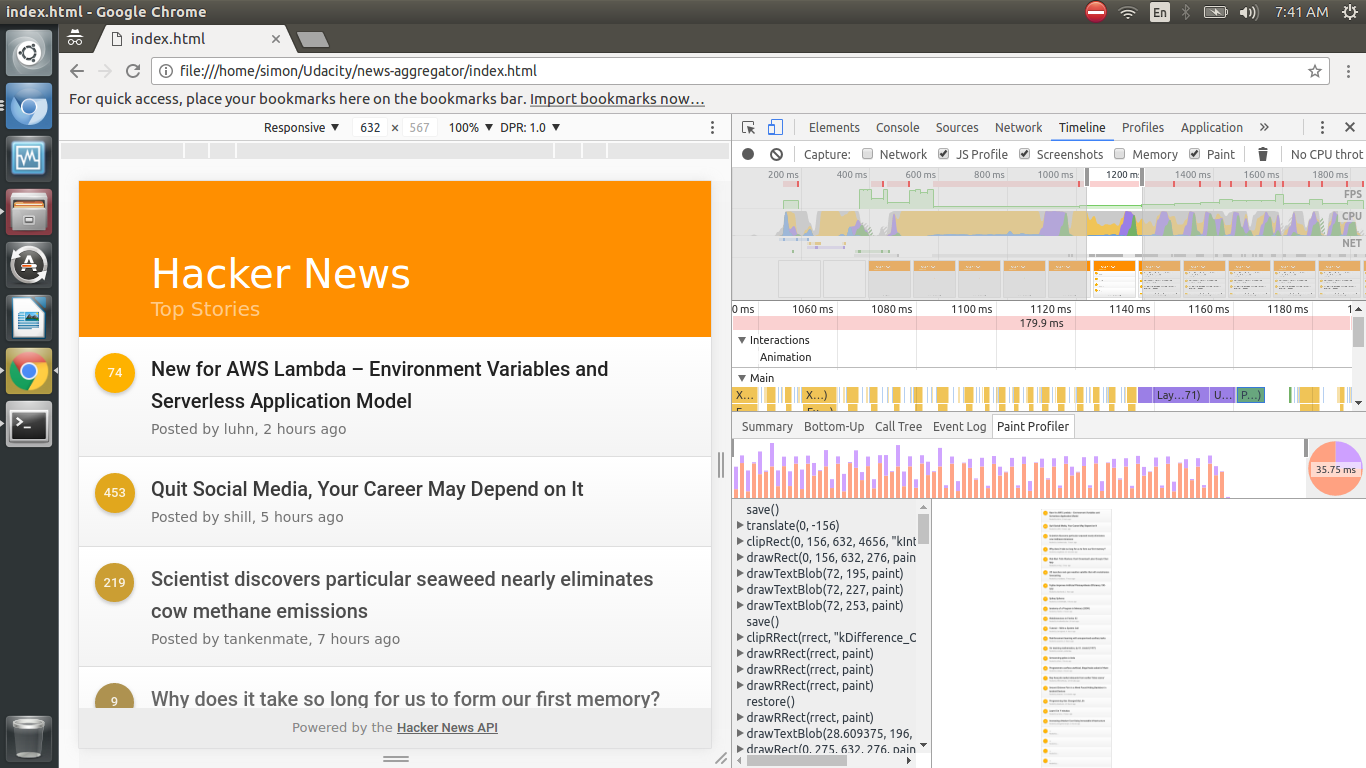 index.html - Google Chrome
En
7:41 AM
index.html
file:///home/simon/Udacity/news-aggregator/index.html
For quick access, place your bookmarks here on the bookmarks bar. Import bookmarks now…
Responsive ▼ 632 × 567 100% ▼ DPR: 1.0 ▼
Hacker News
Top Stories
74
New for AWS Lambda – Environment Variables and
Serverless Application Model
Posted by luhn, 2 hours ago
453
Quit Social Media, Your Career May Depend on It
Posted by shill, 5 hours ago
219
Scientist discovers particular seaweed nearly eliminates
cow methane emission
Posted by tankenmate, 7 hours ago
9
Why does it take so long for us to form our first memory?
Powered by the Hacker News API
Elements Console Sources Network Timeline Profiles Application »
Capture: Network JS Profile Screenshots Memory Paint No CPU throt
200 ms 400 ms 600 ms 800 ms 1000 ms 1200 ms 1400 ms 1600 ms 1800 ms
FPS
CPU
NET
0 ms 1060 ms 1080 ms 1100 ms 1120 ms 1140 ms 1160 ms 1180 ms 1
179.9 ms
Interactions
Animation
Main
X…) X…) Lay…71) U… P…)
Summary Bottom-Up Call Tree Event Log Paint Profiler
35.75 ms
save()
translate(0, -156)
clipRect(0, 156, 632, 4656, "kInt
drawRect(0, 156, 632, 276, pain
drawTextBlob(72, 195, paint)
drawTextBlob(72, 227, paint)
drawTextBlob(72, 253, paint)
save()
clipRRect(rrect, "kDifference_O
drawRRect(rrect, paint)
drawRRect(rrect, paint)
drawRRect(rrect, paint)
restore()
drawRRect(rrect, paint)
drawTextBlob(28.609375, 196,
drawRect(0, 275, 632, 276, pain